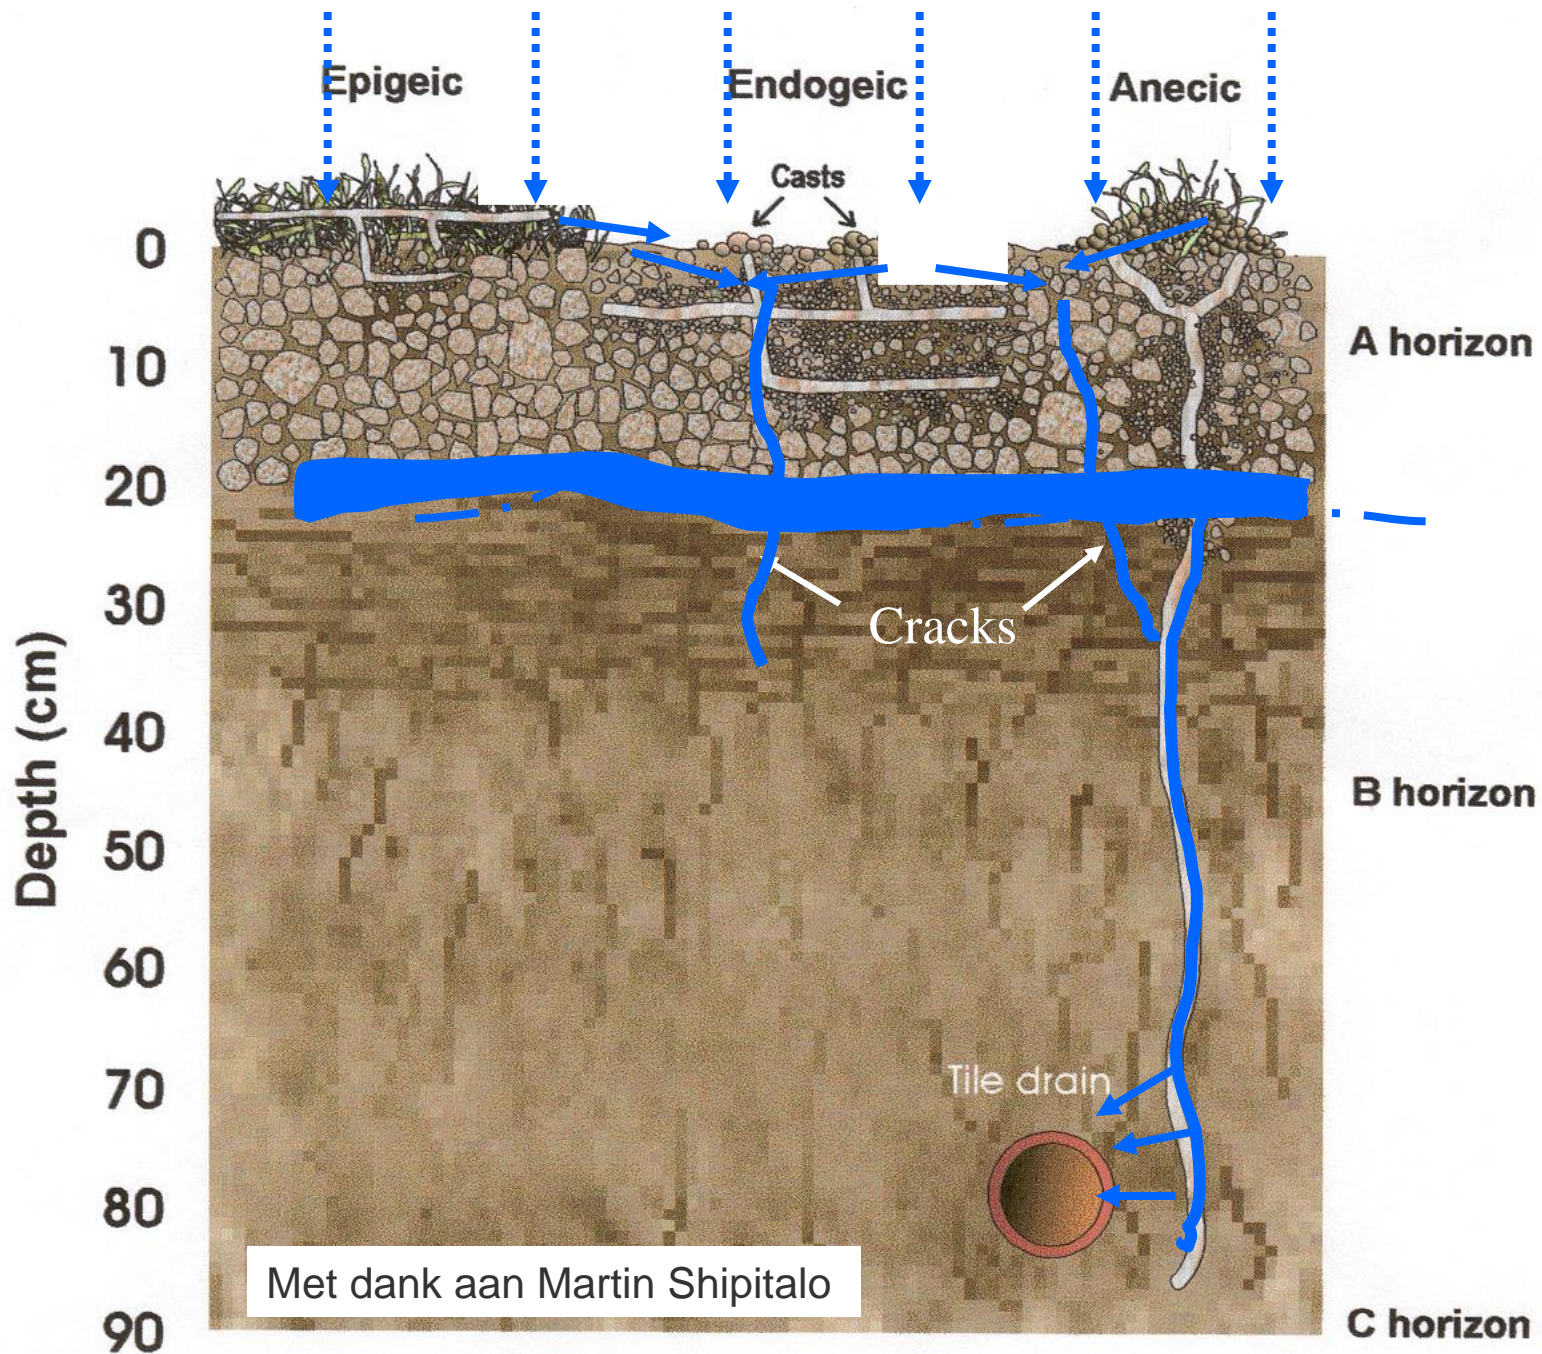 Epigeic
Endogeic
Anecic
Casts
0
10
20
30
40
50
60
70
80
90
Depth (cm)
A horizon
B horizon
C horizon
Cracks
Tile drain
Met dank aan Martin Shipitalo